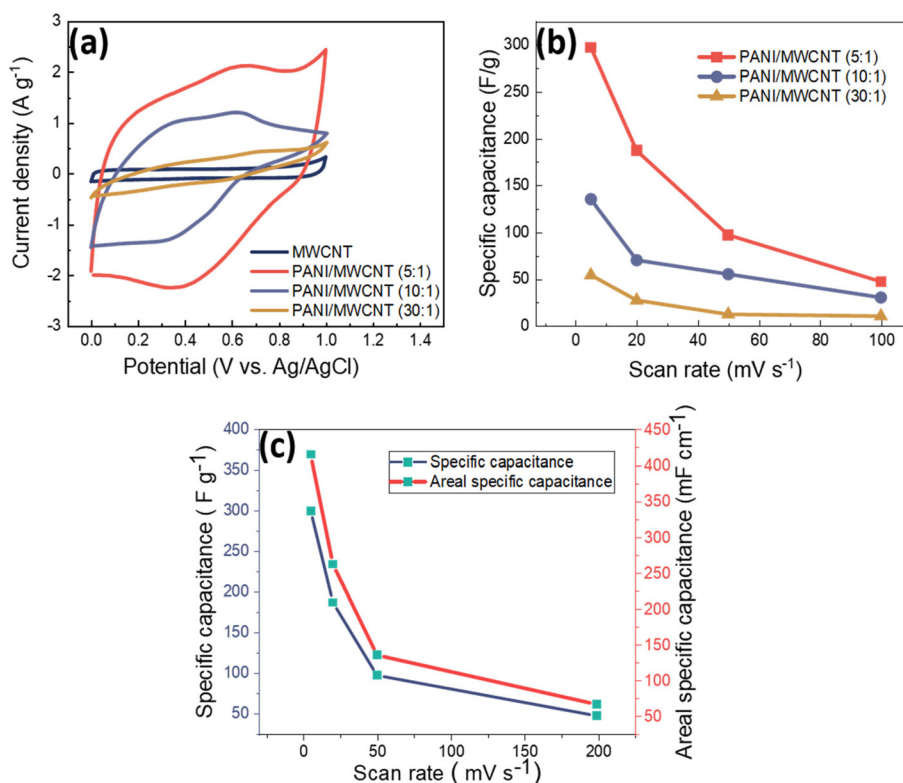 (a)
3
2
1
0
-1
-2
-3
Current density (A g-1)
MWCNT
PANI/MWCNT (5:1)
PANI/MWCNT (10:1)
PANI/MWCNT (30:1)
0.0 0.2 0.4 0.6 0.8 1.0 1.2 1.4
Potential (V vs. Ag/AgCl)
(b)
300
250
200
150
100
50
0
Specific capacitance (F/g)
PANI/MWCNT (5:1)
PANI/MWCNT (10:1)
PANI/MWCNT (30:1)
0 20 40 60 80 100
Scan rate (mV s-1)
(c)
400
350
300
250
200
150
100
50
Specific capacitance ( F g-1)
Specific capacitance
Areal specific capacitance
450
400
350
300
250
200
150
100
50
0
Areal specific capacitance (mF cm-1)
0 50 100 150 200
Scan rate ( mV s-1)